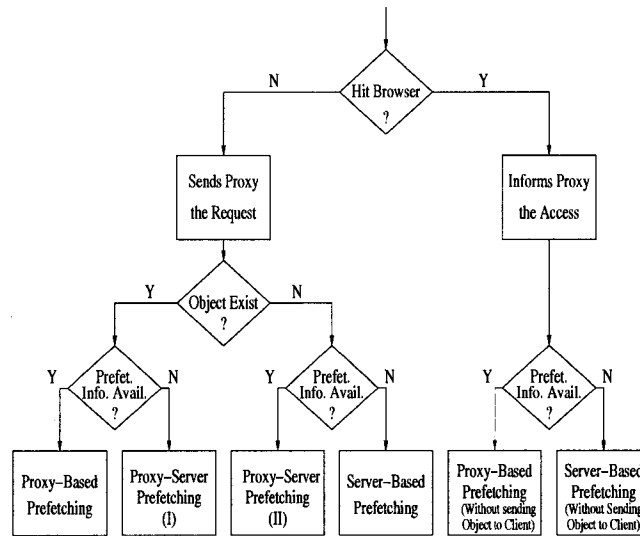 N
Hit Browser
?
Y
Sends Proxy
the Request
Informs Proxy
the Access
Y
Object Exist
?
N
Y
Prefet.
Info. Avail.
?
N
Y
Prefet.
Info. Avail.
?
N
Y
Prefet.
Info. Avail.
?
N
Proxy-Based
Prefetching
Proxy-Server
Prefetching
(I)
Proxy-Server
Prefetching
(II)
Server-Based
Prefetching
Proxy-Based
Prefetching
(Without sending
Object to Client)
Server-Based
Prefetching
(Without Sending
Object to Client)